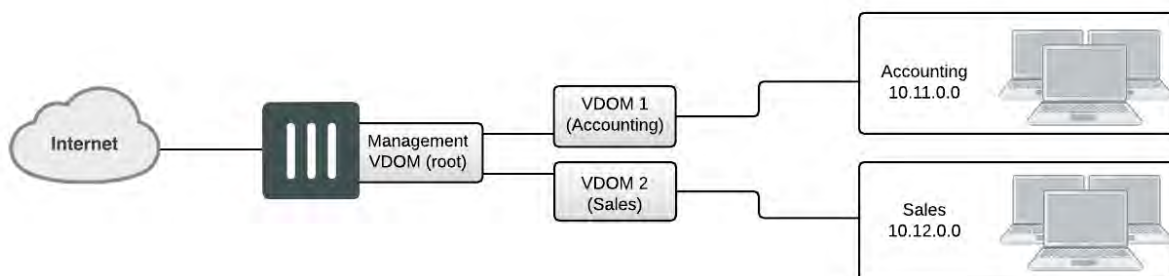 Internet
Management
VDOM (root)
VDOM 1
(Accounting)
VDOM 2
(Sales)
Accounting
10.11.0.0
Sales
10.12.0.0